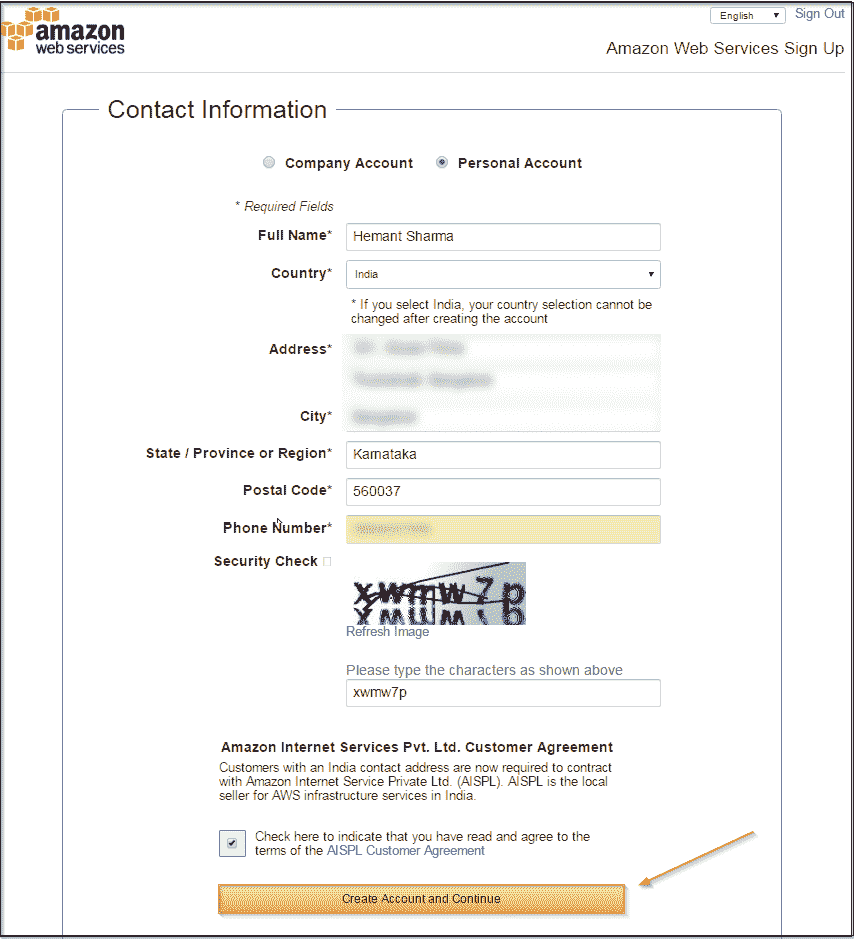 English
Sign Out
amazon
web services
Amazon Web Services Sign Up
Contact Information
Company Account
Personal Account
* Required Fields
Full Name*
Hemant Sharma
Country*
India
* If you select India, your country selection cannot be
changed after creating the account
Address*
City*
State / Province or Region*
Karnataka
Postal Code*
560037
Phone Number*
Security Check
xwmw7p
Refresh Image
Please type the characters as shown above
xwmw7p
Amazon Internet Services Pvt. Ltd. Customer Agreement
Customers with an India contact address are now required to contract
with Amazon Internet Service Private Ltd. (AISPL). AISPL is the local
seller for AWS infrastructure services in India.
Check here to indicate that you have read and agree to the
terms of the AISPL Customer Agreement
Create Account and Continue